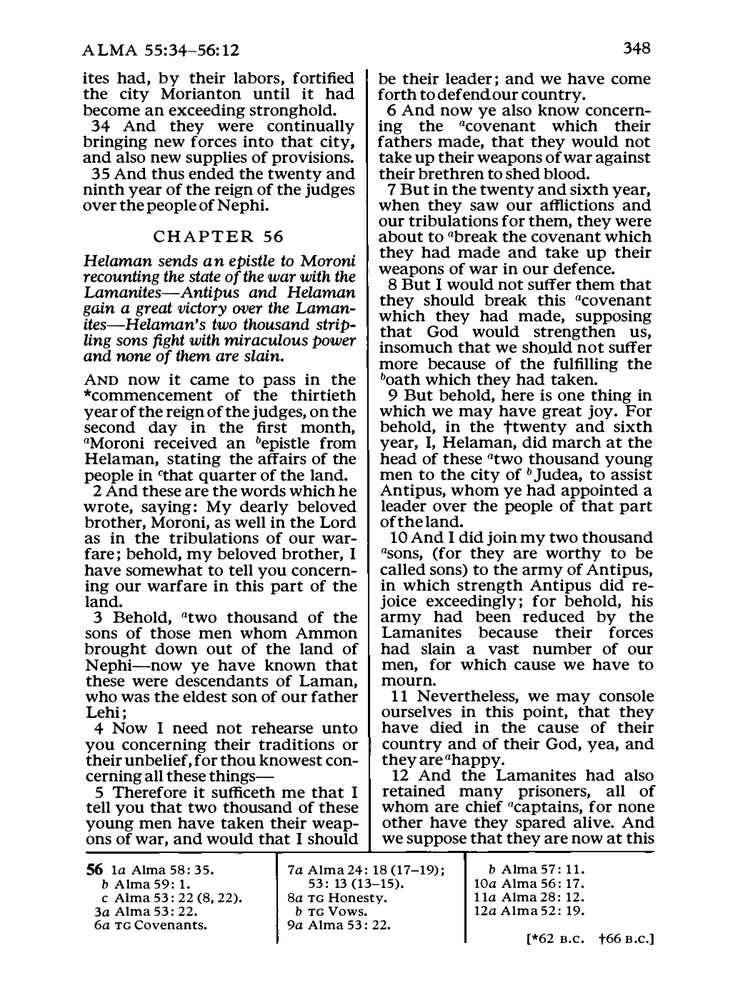 ALMA 55:34–56:12
348
ites had, by their labors, fortified
the city Morianton until it had
become an exceeding stronghold.
34 And they were continually
bringing new forces into that city,
and also new supplies of provisions.
35 And thus ended the twenty and
ninth year of the reign of the judges
over the people of Nephi.
CHAPTER 56
Helaman sends an epistle to Moroni
recounting the state of the war with the
Lamanites—Antipus and Helaman
gain a great victory over the Laman-
ites—Helaman's two thousand strip-
ling sons fight with miraculous power
and none of them are slain.
AND now it came to pass in the
*commencement of the thirtieth
year of the reign of the judges, on the
second day in the first month,
aMoroni received an bepistle from
Helaman, stating the affairs of the
people in cthat quarter of the land.
2 And these are the words which he
wrote, saying: My dearly beloved
brother, Moroni, as well in the Lord
as in the tribulations of our war-
fare; behold, my beloved brother, I
have somewhat to tell you concern-
ing our warfare in this part of the
land.
3 Behold, atwo thousand of the
sons of those men whom Ammon
brought down out of the land of
Nephi—now ye have known that
these were descendants of Laman,
who was the eldest son of our father
Lehi;
4 Now I need not rehearse unto
you concerning their traditions or
their unbelief, for thou knowest con-
cerning all these things—
5 Therefore it sufficeth me that I
tell you that two thousand of these
young men have taken their weap-
ons of war, and would that I should
be their leader; and we have come
forth to defend our country.
6 And now ye also know concern-
ing the acovenant which their
fathers made, that they would not
take up their weapons of war against
their brethren to shed blood.
7 But in the twenty and sixth year,
when they saw our afflictions and
our tribulations for them, they were
about to abreak the covenant which
they had made and take up their
weapons of war in our defence.
8 But I would not suffer them that
they should break this acovenant
which they had made, supposing
that God would strengthen us,
insomuch that we should not suffer
more because of the fulfilling the
boath which they had taken.
9 But behold, here is one thing in
which we may have great joy. For
behold, in the †twenty and sixth
year, I, Helaman, did march at the
head of these atwo thousand young
men to the city of bJudea, to assist
Antipus, whom ye had appointed a
leader over the people of that part
of the land.
10 And I did join my two thousand
asons, (for they are worthy to be
called sons) to the army of Antipus,
in which strength Antipus did re-
joice exceedingly; for behold, his
army had been reduced by the
Lamanites because their forces
had slain a vast number of our
men, for which cause we have to
mourn.
11 Nevertheless, we may console
ourselves in this point, that they
have died in the cause of their
country and of their God, yea, and
they are ahappy.
12 And the Lamanites had also
retained many prisoners, all of
whom are chief acaptains, for none
other have they spared alive. And
we suppose that they are now at this
56 1a Alma 58: 35.
b Alma 59: 1.
c Alma 53: 22 (8, 22).
3a Alma 53: 22.
6a TG Covenants.
7a Alma 24: 18 (17–19);
53: 13 (13–15).
8a TG Honesty.
b TG Vows.
9a Alma 53: 22.
b Alma 57: 11.
10a Alma 56: 17.
11a Alma 28: 12.
12a Alma 52: 19.
[*62 B.C. †66 B.C.]